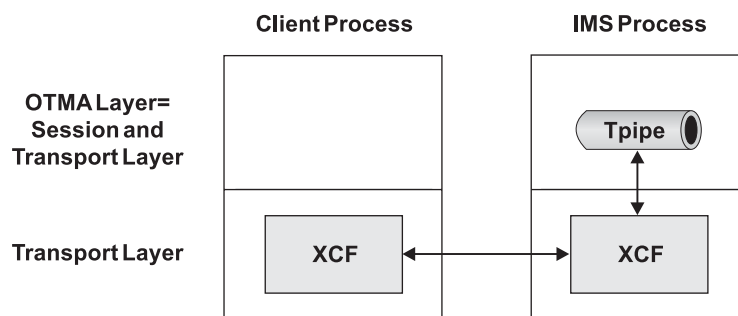 Client Process
IMS Process
OTMA Layer=
Session and
Transport Layer
Tpipe
Transport Layer
XCF
XCF